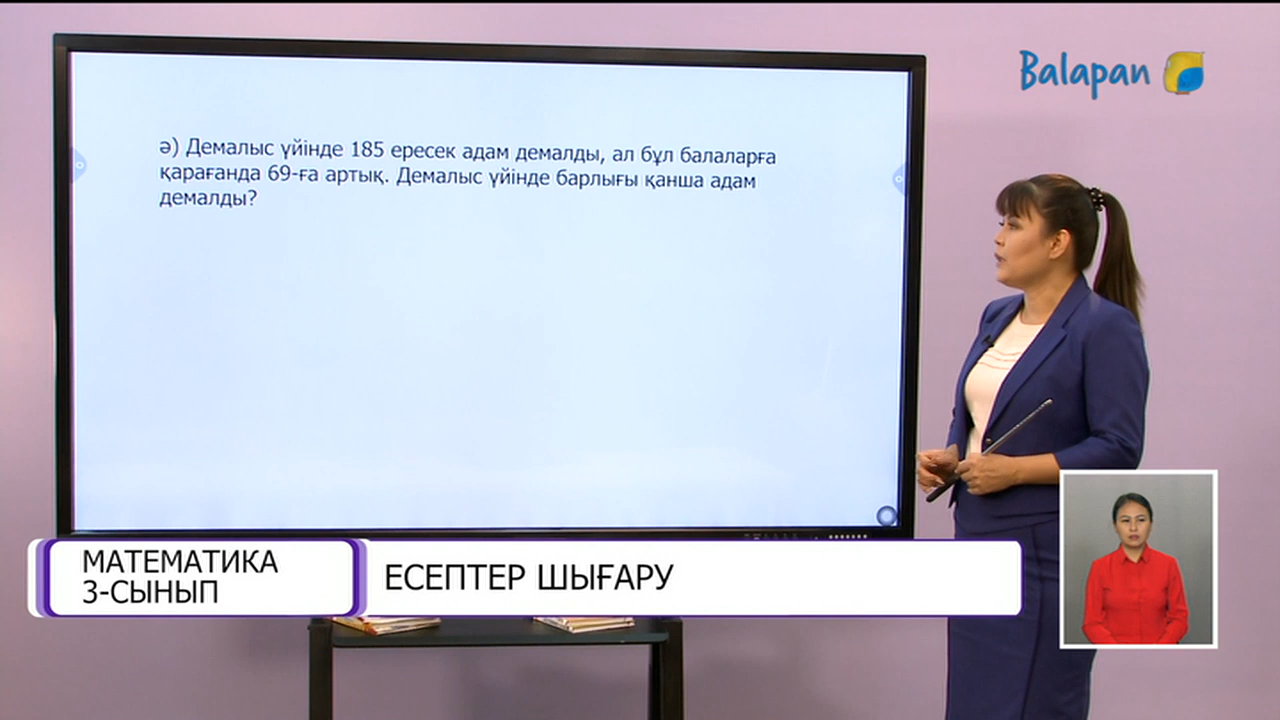 Balapan
ә) Демалыс үйінде 185 ересек адам демалды, ал бұл балаларға
қарағанда 69-ға артық. Демалыс үйінде барлығы қанша адам
демалды?
МАТЕМАТИКА
3-СЫНЫП
ЕСЕПТЕР ШЫҒАРУ